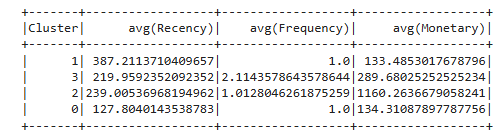 +-------+------------------+------------------+------------------+
|Cluster|      avg(Recency)|    avg(Frequency)|     avg(Monetary)|
+-------+------------------+------------------+------------------+
|      1| 387.2113710409657|               1.0| 133.4853017678796|
|      3| 219.9592352092352|2.1143578643578644|289.68025252525234|
|      2|239.00536968194962|1.0128046261875259|1160.2636679058241|
|      0| 127.8040143538783|               1.0|134.31087897787756|
+-------+------------------+------------------+------------------+